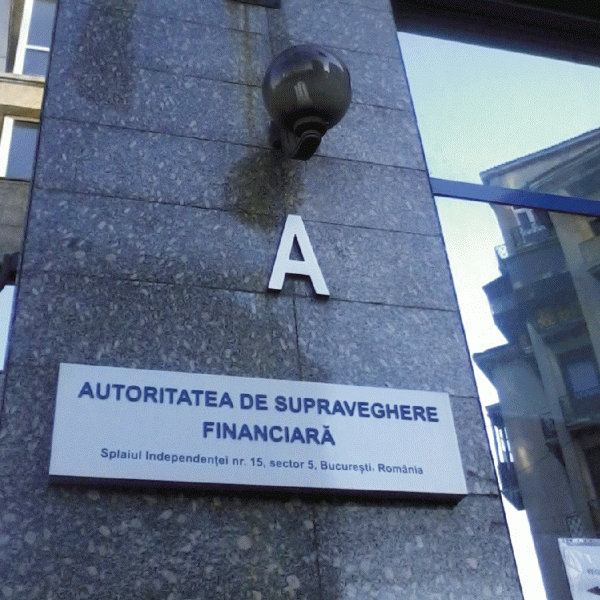 A
AUTORITATEA DE SUPRAVEGHERE
FINANCIARĂ
Splaiul Independenței nr. 15, sector 5, București, România